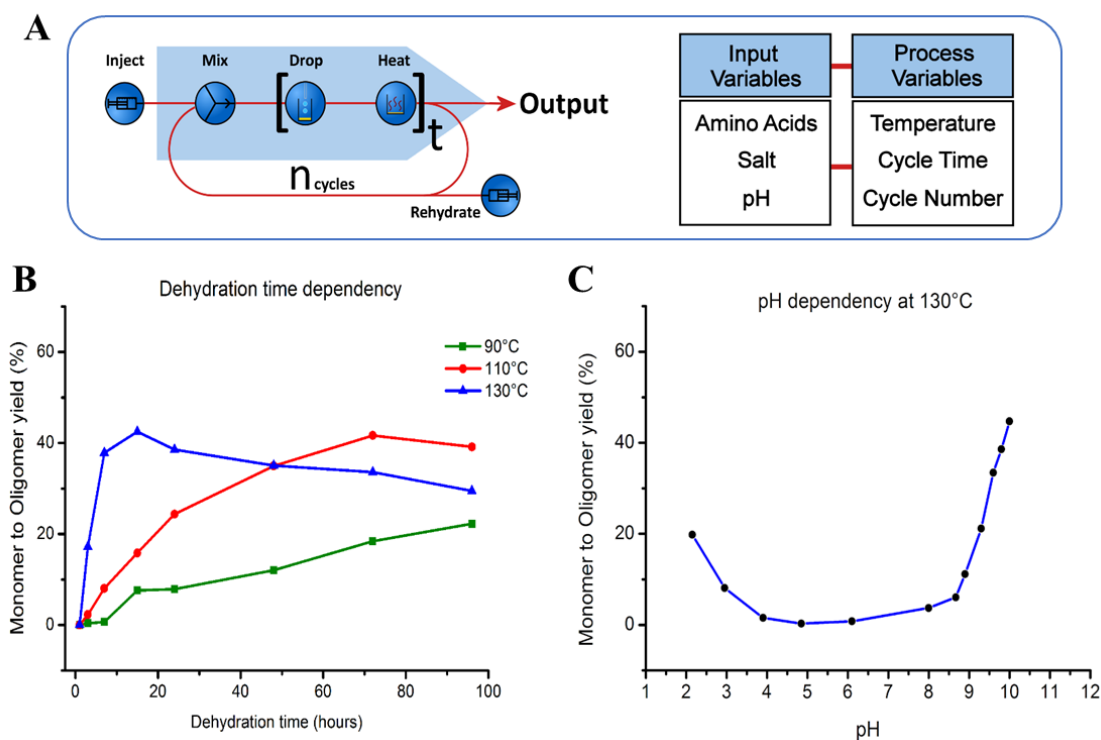 A
Inject
Mix
Drop
Heat
[ ] t
Output
n cycles
Rehydrate
Input Variables
Process Variables
Amino Acids
Salt
pH
Temperature
Cycle Time
Cycle Number
B
Dehydration time dependency
Monomer to Oligomer yield (%)
60
40
20
0
90°C
110°C
130°C
0 20 40 60 80 100
Dehydration time (hours)
C
pH dependency at 130°C
Monomer to Oligomer yield (%)
60
40
20
0
1 2 3 4 5 6 7 8 9 10 11 12
pH